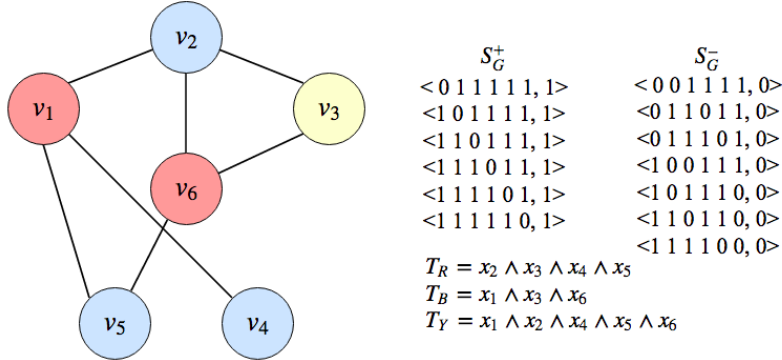 v₂
v₁
v₃
v₆
v₅
v₄
S_G^+
<0 1 1 1 1 1, 1>
<1 0 1 1 1 1, 1>
<1 1 0 1 1 1, 1>
<1 1 1 0 1 1, 1>
<1 1 1 1 0 1, 1>
<1 1 1 1 1 0, 1>
S_G^-
<0 0 1 1 1 1, 0>
<0 1 1 0 1 1, 0>
<0 1 1 1 0 1, 0>
<1 0 0 1 1 1, 0>
<1 0 1 1 1 0, 0>
<1 1 0 1 1 0, 0>
<1 1 1 1 0 0, 0>
T_R = x₂ ∧ x₃ ∧ x₄ ∧ x₅
T_B = x₁ ∧ x₃ ∧ x₆
T_Y = x₁ ∧ x₂ ∧ x₄ ∧ x₅ ∧ x₆